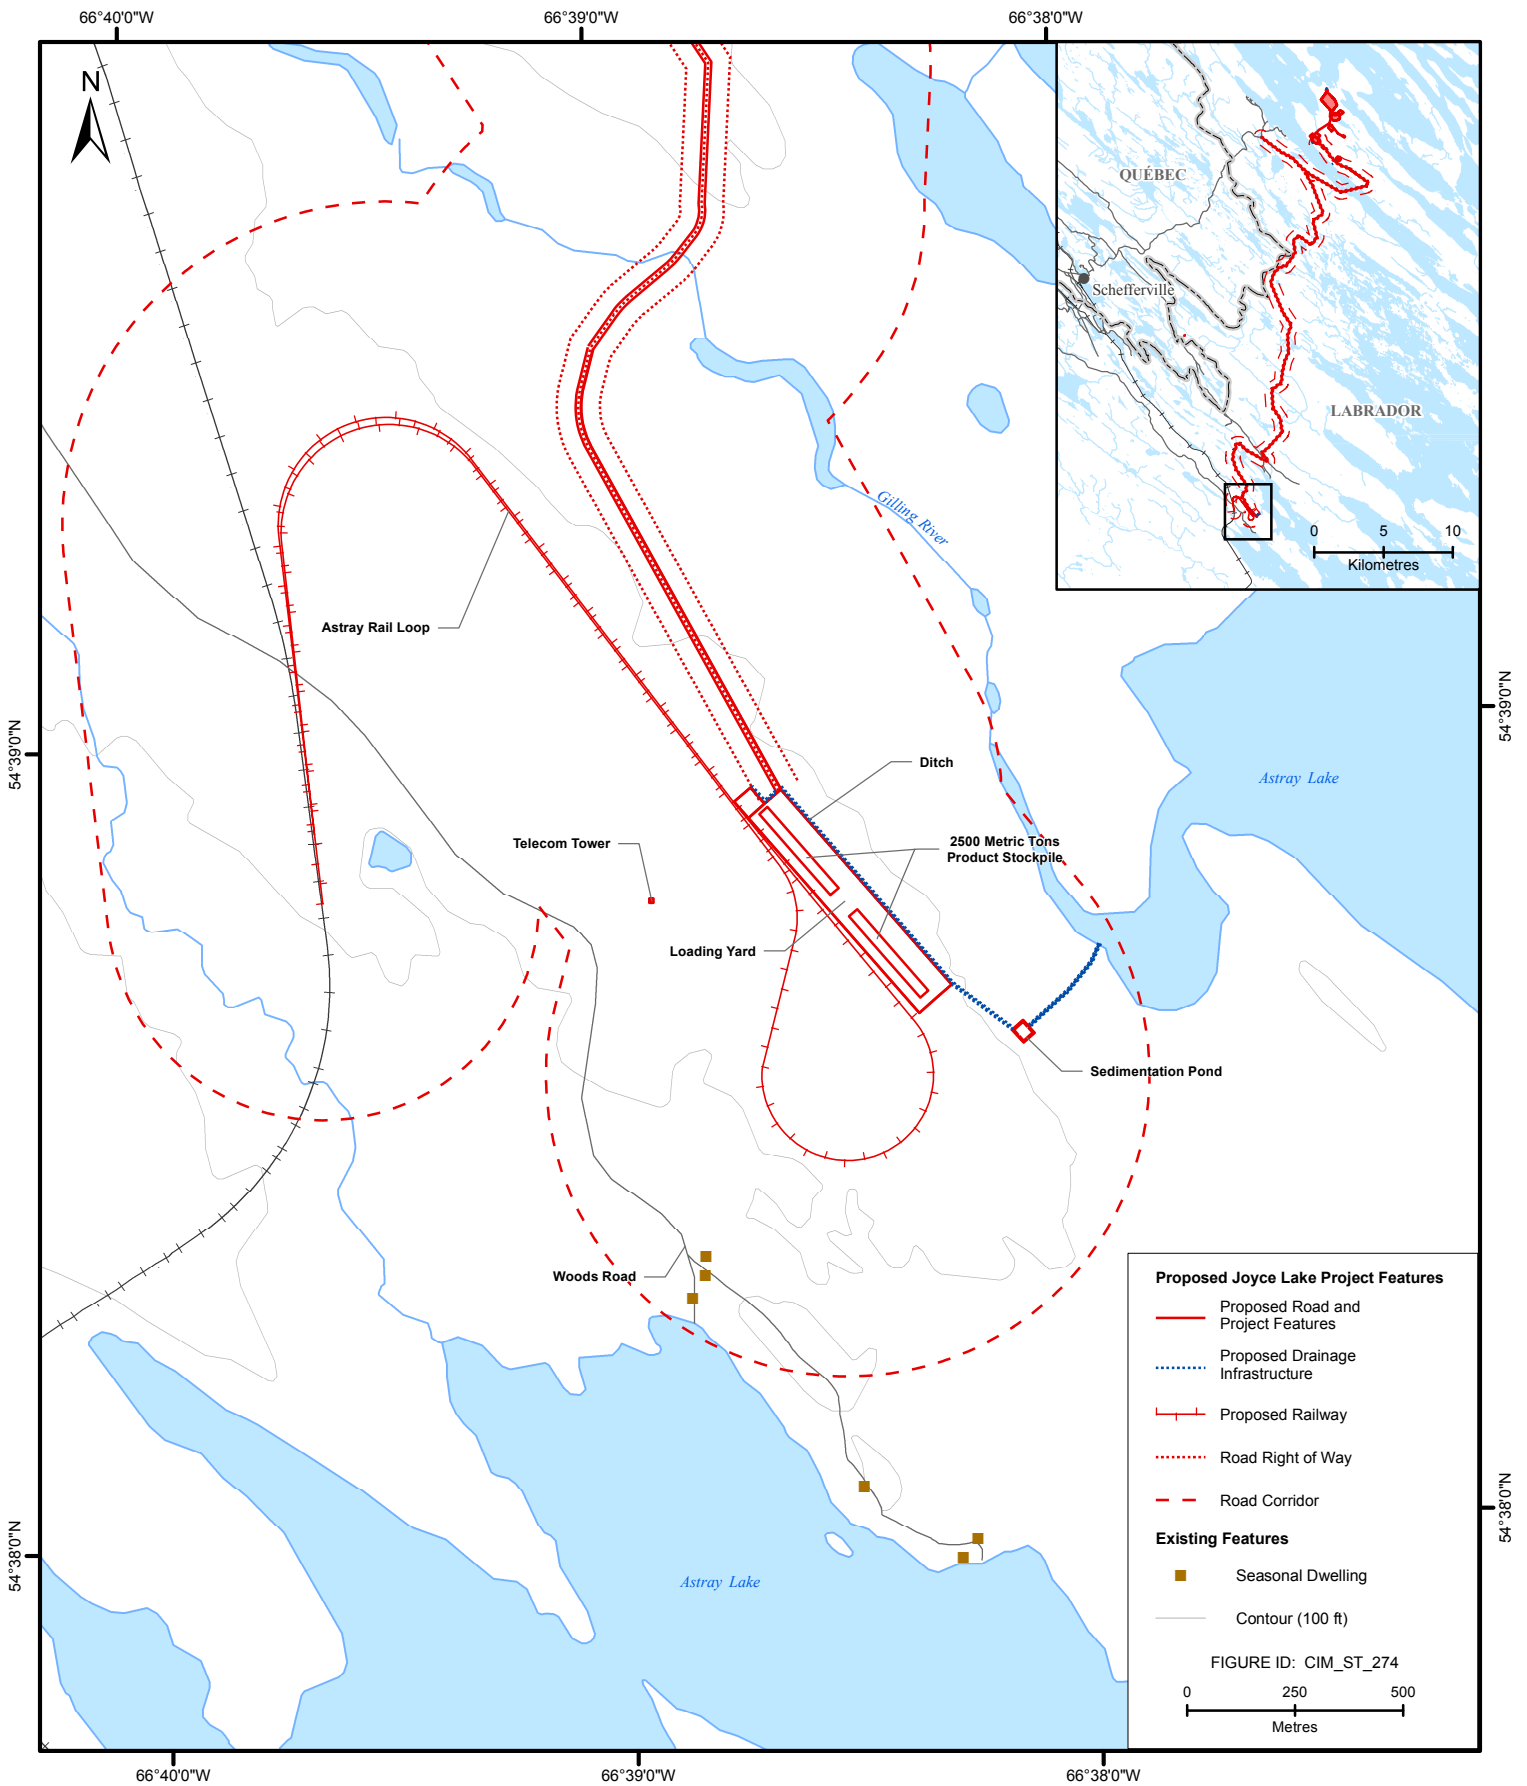 66°40'0"W
66°39'0"W
66°38'0"W
N
QUÉBEC
Schefferville
LABRADOR
0 5 10
Kilometres
Gilling River
Astray Rail Loop
54°39'0"N
54°39'0"N
Astray Lake
Ditch
Telecom Tower
2500 Metric Tons
Product Stockpile
Loading Yard
Sedimentation Pond
Woods Road
Astray Lake
54°38'0"N
54°38'0"N
Proposed Joyce Lake Project Features
Proposed Road and
Project Features
Proposed Drainage
Infrastructure
Proposed Railway
Road Right of Way
Road Corridor
Existing Features
Seasonal Dwelling
Contour (100 ft)
FIGURE ID: CIM_ST_274
0 250 500
Metres
66°40'0"W
66°39'0"W
66°38'0"W